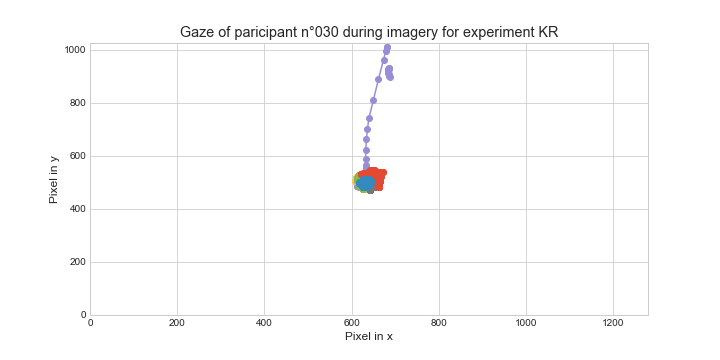 Gaze of paricipant n°030 during imagery for experiment KR
1000
800
600
400
200
0
Pixel in y
0 200 400 600 800 1000 1200
Pixel in x